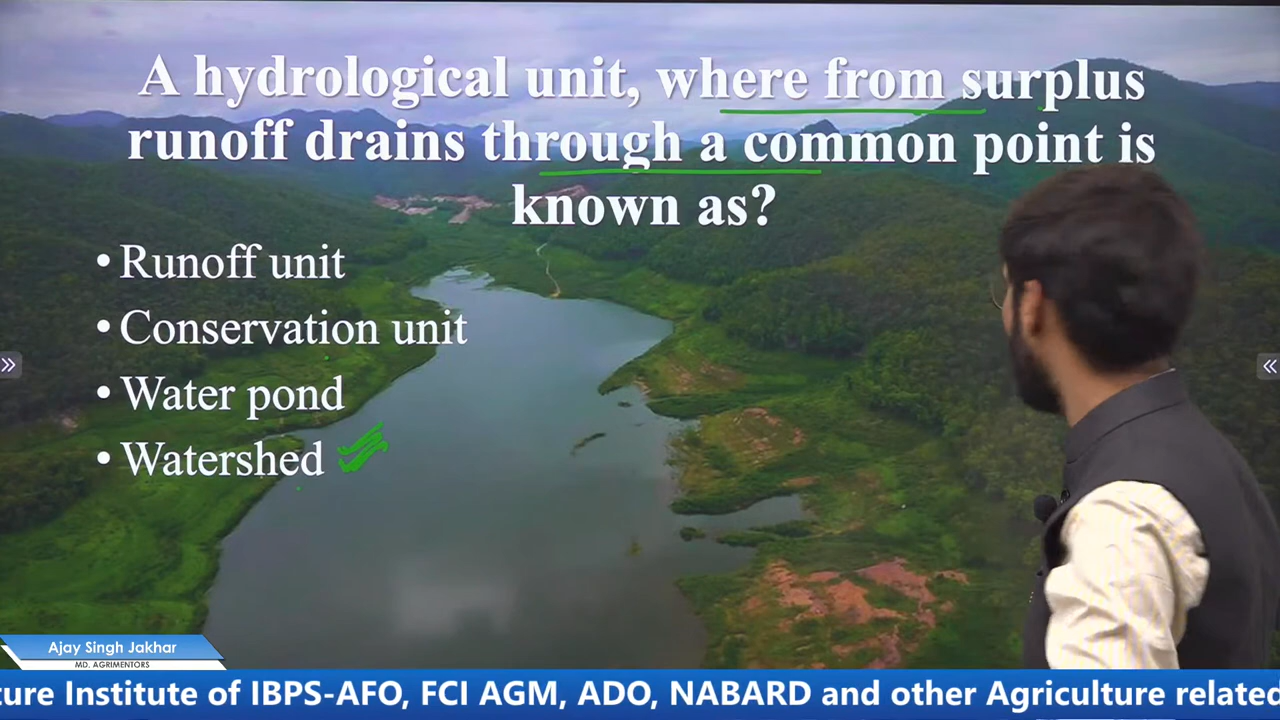 A hydrological unit, where from surplus
runoff drains through a common point is
known as?
• Runoff unit
• Conservation unit
• Water pond
• Watershed
Ajay Singh Jakhar
MD. AGRIMENTORS
ture Institute of IBPS-AFO, FCI AGM, ADO, NABARD and other Agriculture related